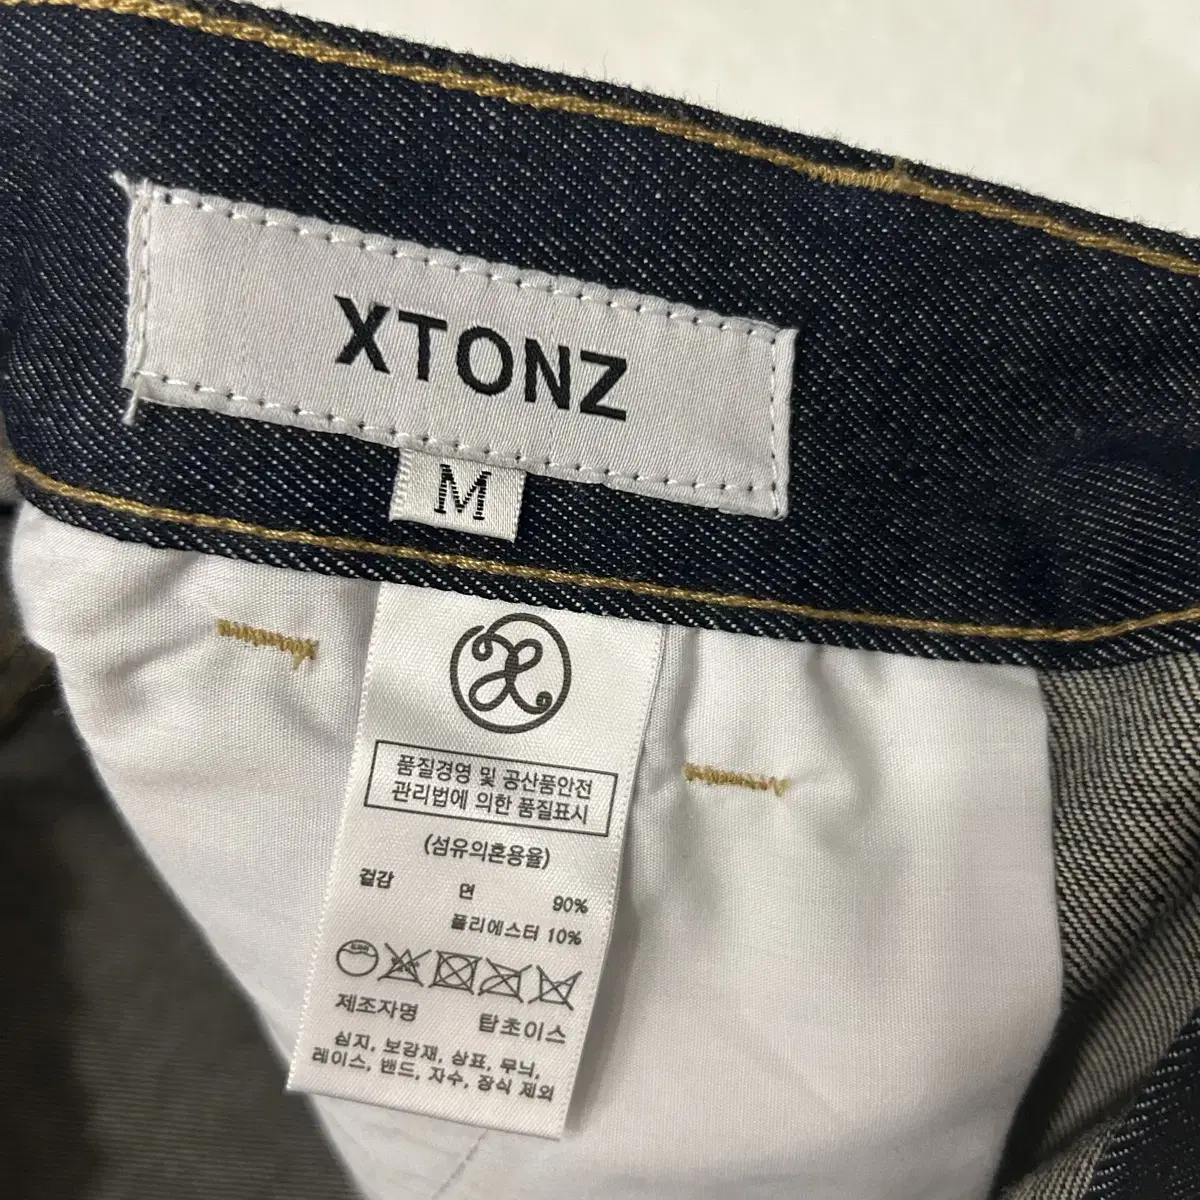 XTONZ
M
품질경영 및 공산품안전
관리법에 의한 품질표시
(섬유의혼용율)
겉감 면 90%
폴리에스터 10%
제조자명 탑초이스
심지, 보강재, 상표, 무늬,
레이스, 밴드, 자수, 장식 제외